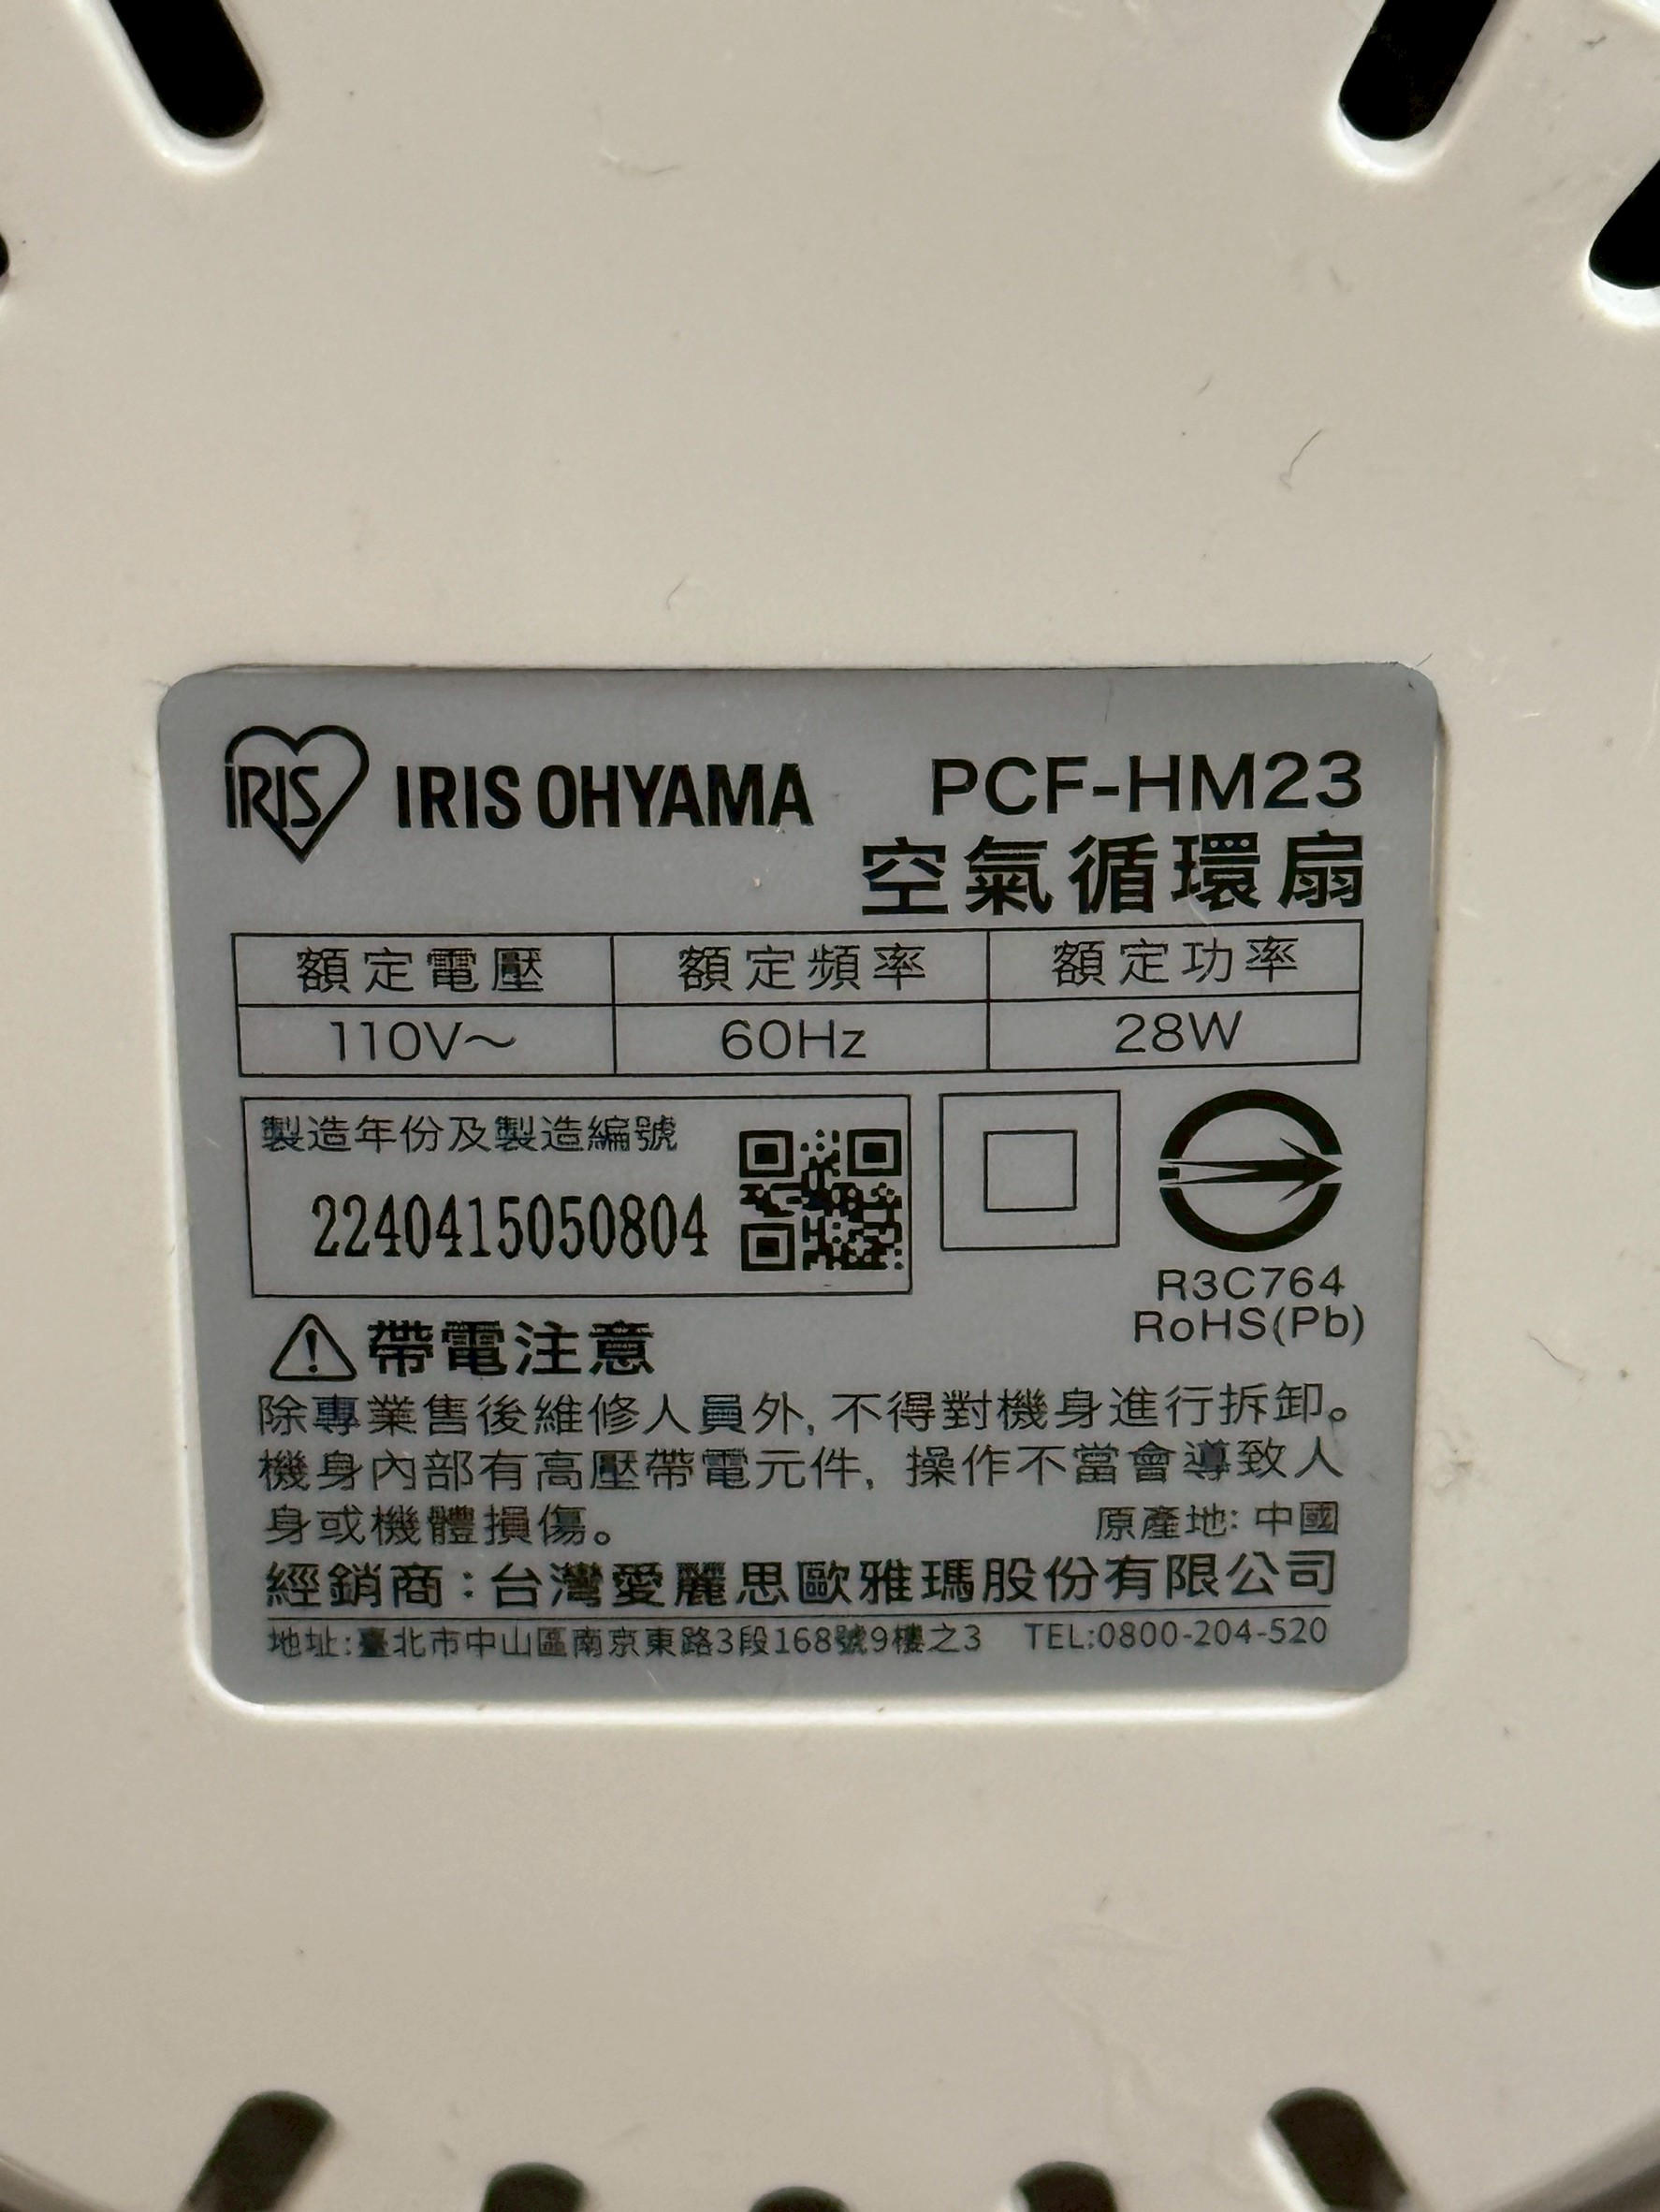 IRIS IRIS OHYAMA PCF-HM23
空氣循環扇
額定電壓 額定頻率 額定功率
110V～ 60Hz 28W
製造年份及製造編號
2240415050804
R3C764
RoHS(Pb)
帶電注意
除專業售後維修人員外,不得對機身進行拆卸。
機身內部有高壓帶電元件,操作不當會導致人
身或機體損傷。 原產地:中國
經銷商:台灣愛麗思歐雅瑪股份有限公司
地址:臺北市中山區南京東路3段168號9樓之3 TEL:0800-204-520